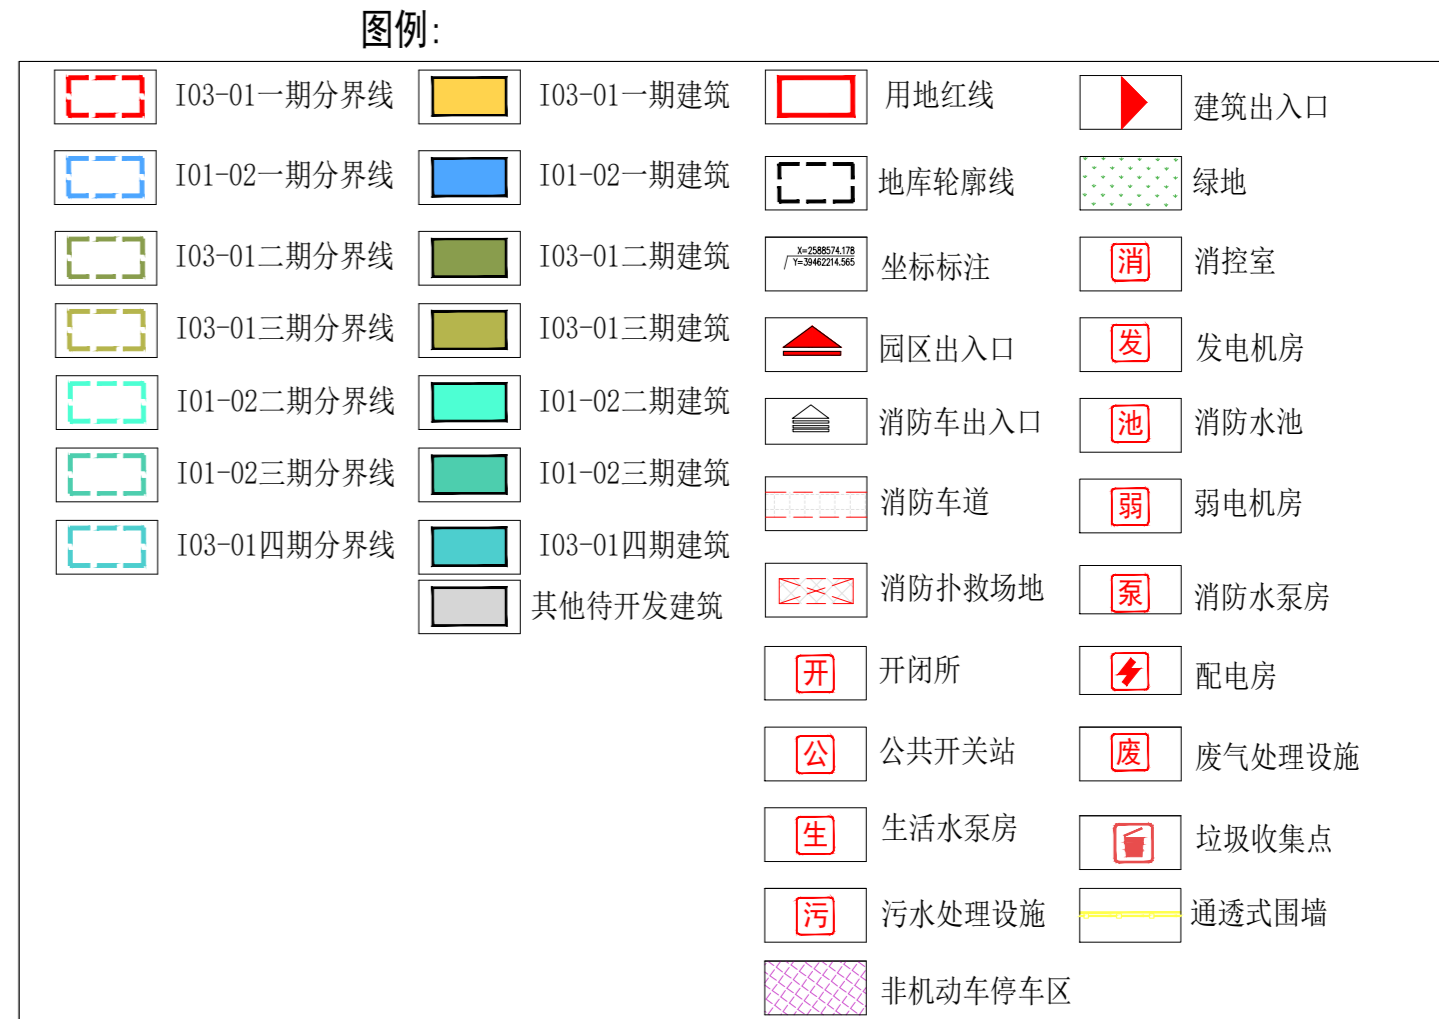 图例:
I03-01一期分界线
I01-02一期分界线
I03-01二期分界线
I03-01三期分界线
I01-02二期分界线
I01-02三期分界线
I03-01四期分界线
I03-01一期建筑
I01-02一期建筑
I03-01二期建筑
I03-01三期建筑
I01-02二期建筑
I01-02三期建筑
I03-01四期建筑
其他待开发建筑
用地红线
地库轮廓线
X=2588574.178
Y=39462214.565
坐标标注
园区出入口
消防车出入口
消防车道
消防扑救场地
开 开闭所
公 公共开关站
生 生活水泵房
污 污水处理设施
非机动车停车区
建筑出入口
绿地
消 消控室
发 发电机房
池 消防水池
弱 弱电机房
泵 消防水泵房
配电房
废 废气处理设施
垃圾收集点
通透式围墙